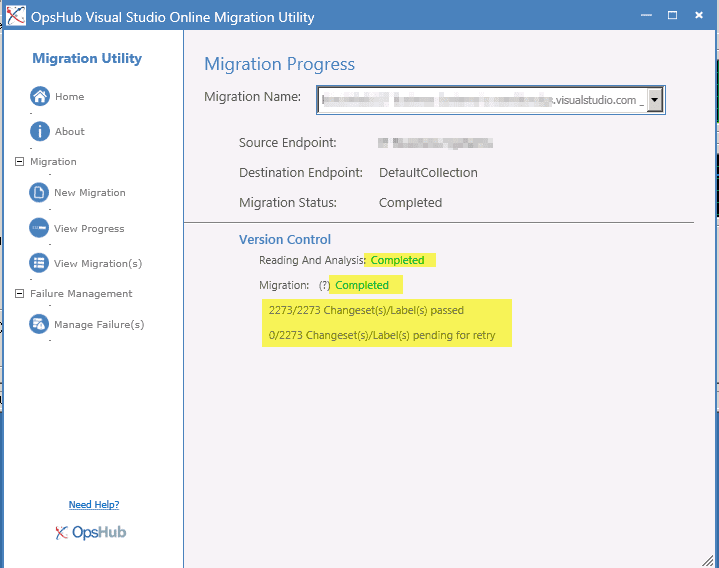 OpsHub Visual Studio Online Migration Utility
Migration Utility
Home
About
Migration
New Migration
View Progress
View Migration(s)
Failure Management
Manage Failure(s)
Need Help?
OpsHub
Migration Progress
Migration Name: .visualstudio.com _
Source Endpoint:
Destination Endpoint: DefaultCollection
Migration Status: Completed
Version Control
Reading And Analysis: Completed
Migration: (?) Completed
2273/2273 Changeset(s)/Label(s) passed
0/2273 Changeset(s)/Label(s) pending for retry